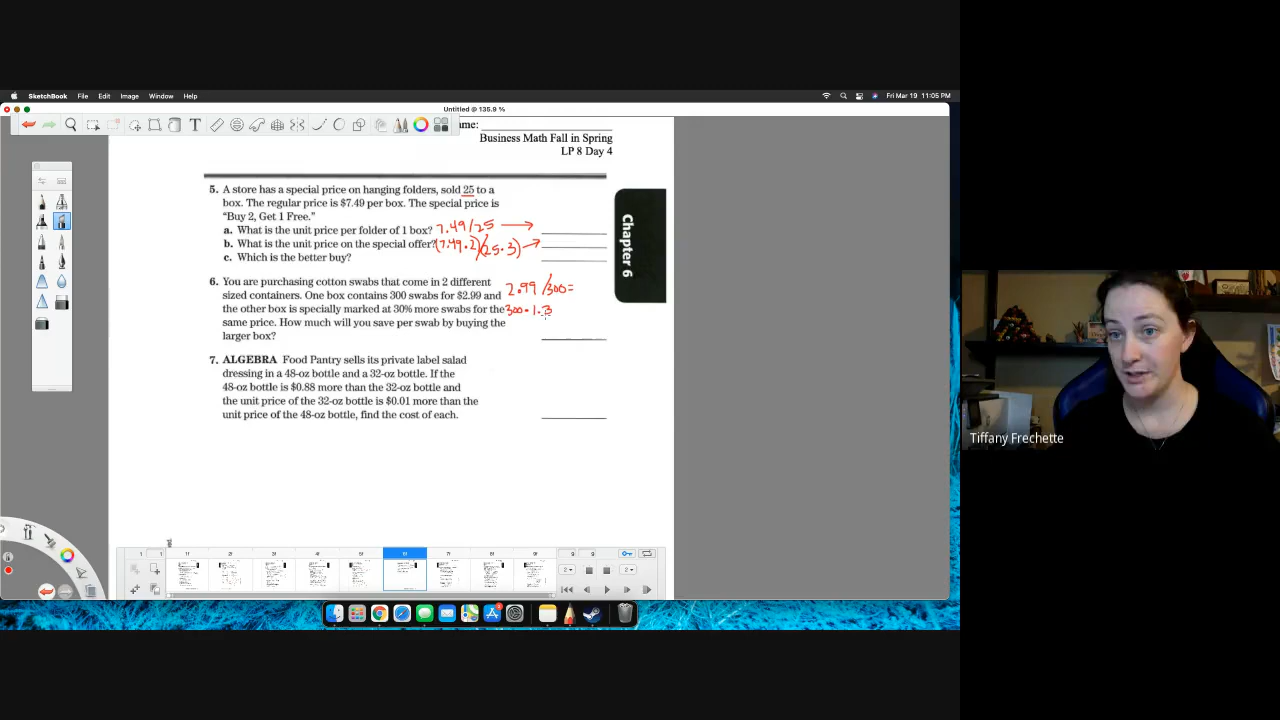 SketchBook File Edit Image Window Help
Fri Mar 19 11:05 PM
Untitled @ 135.9 %
ame: ____________________
Business Math Fall in Spring
LP 8 Day 4
5. A store has a special price on hanging folders, sold 25 to a
box. The regular price is $7.49 per box. The special price is
“Buy 2, Get 1 Free.”
a. What is the unit price per folder of 1 box? 7.49/25 →
b. What is the unit price on the special offer? (7.49·2)/(25·3) →
c. Which is the better buy?
Chapter 6
6. You are purchasing cotton swabs that come in 2 different
sized containers. One box contains 300 swabs for $2.99 and 2.99/300=
the other box is specially marked at 30% more swabs for the 300·1.3
same price. How much will you save per swab by buying the
larger box?
7. ALGEBRA Food Pantry sells its private label salad
dressing in a 48-oz bottle and a 32-oz bottle. If the
48-oz bottle is $0.88 more than the 32-oz bottle and
the unit price of the 32-oz bottle is $0.01 more than the
unit price of the 48-oz bottle, find the cost of each.
Tiffany Frechette